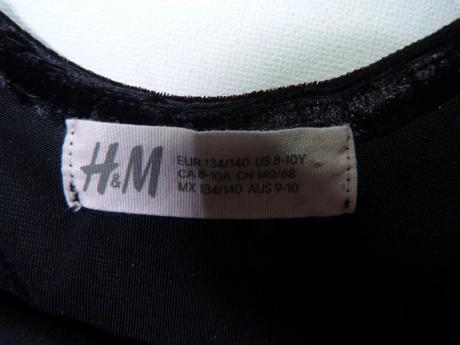 H&M
EUR 134/140 US 8-10Y
CA 8-10A CN 140/68
MX 134/140 AUS 9-10